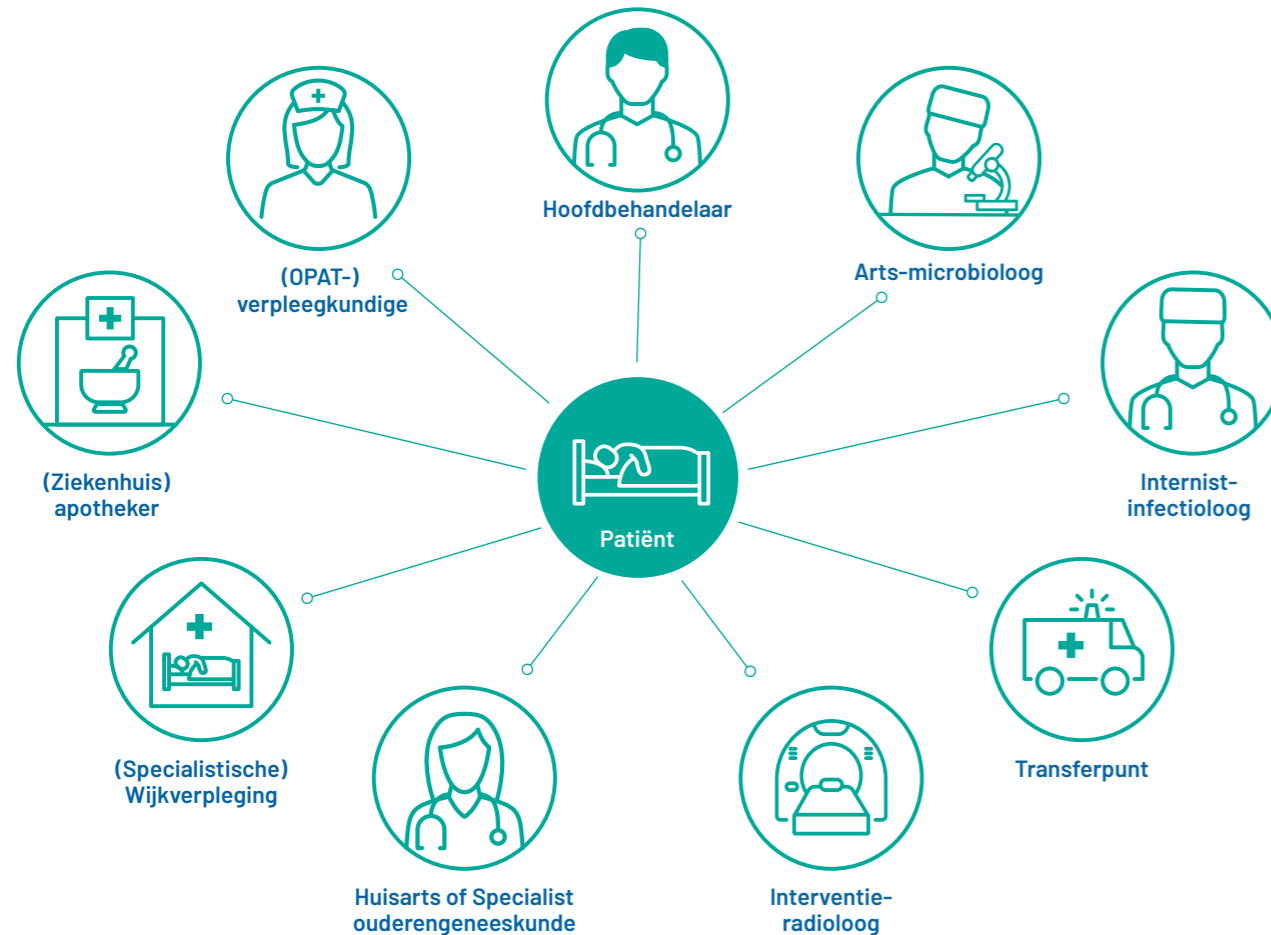 Hoofdbehandelaar
(OPAT-)
verpleegkundige
Arts-microbioloog
(Ziekenhuis)
apotheker
Internist-
infectioloog
Patiënt
(Specialistische)
Wijkverpleging
Transferpunt
Huisarts of Specialist
ouderengeneeskunde
Interventie-
radioloog